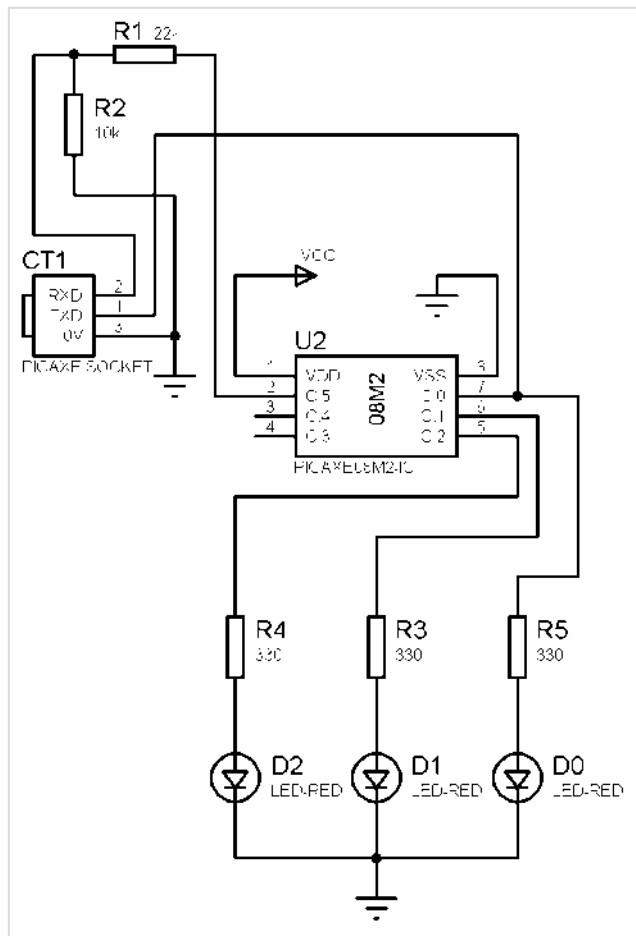 R1 22k
R2
10k
CT1
RXD 2
TXD 1
0V 3
PICAXE SOCKET
VCC
U2
1 VDD
2 C.5
3 C.4
4 C.3
08M2
VSS 8
C.0 7
C.1 6
C.2 5
R4
330
R3
330
R5
330
D2
LED-RED
D1
LED-RED
D0
LED-RED